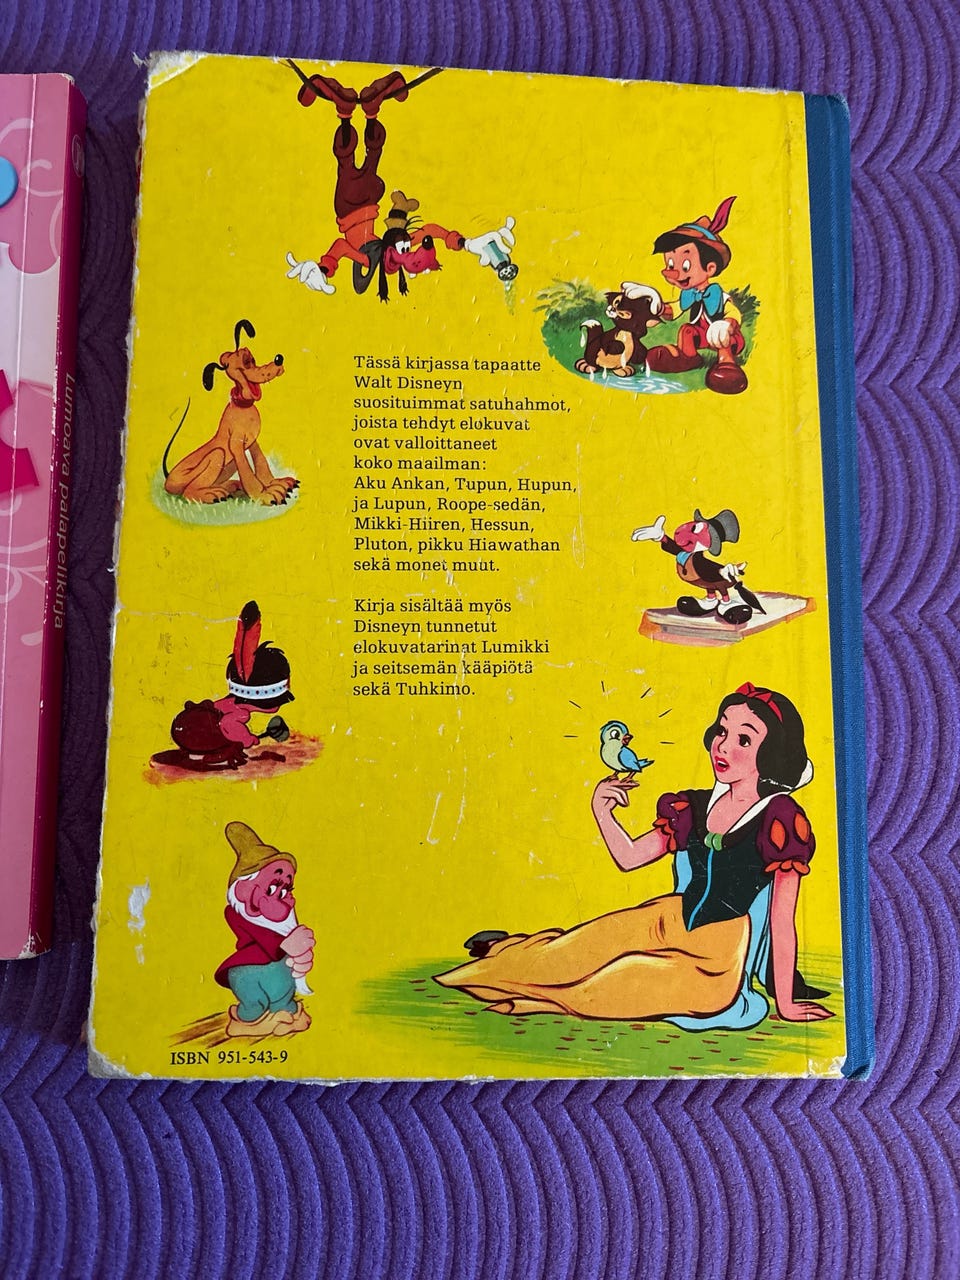 Tässä kirjassa tapaatte
Walt Disneyn
suosituimmat satuhahmot,
joista tehdyt elokuvat
ovat valloittaneet
koko maailman:
Aku Ankan, Tupun, Hupun,
ja Lupun, Roope-sedän,
Mikki-Hiiren, Hessun,
Pluton, pikku Hiawathan
sekä monet muut.
Kirja sisältää myös
Disneyn tunnetut
elokuvatarinat Lumikki
ja seitsemän kääpiötä
sekä Tuhkimo.
ISBN 951-543-9
Lumoava palapelikirja